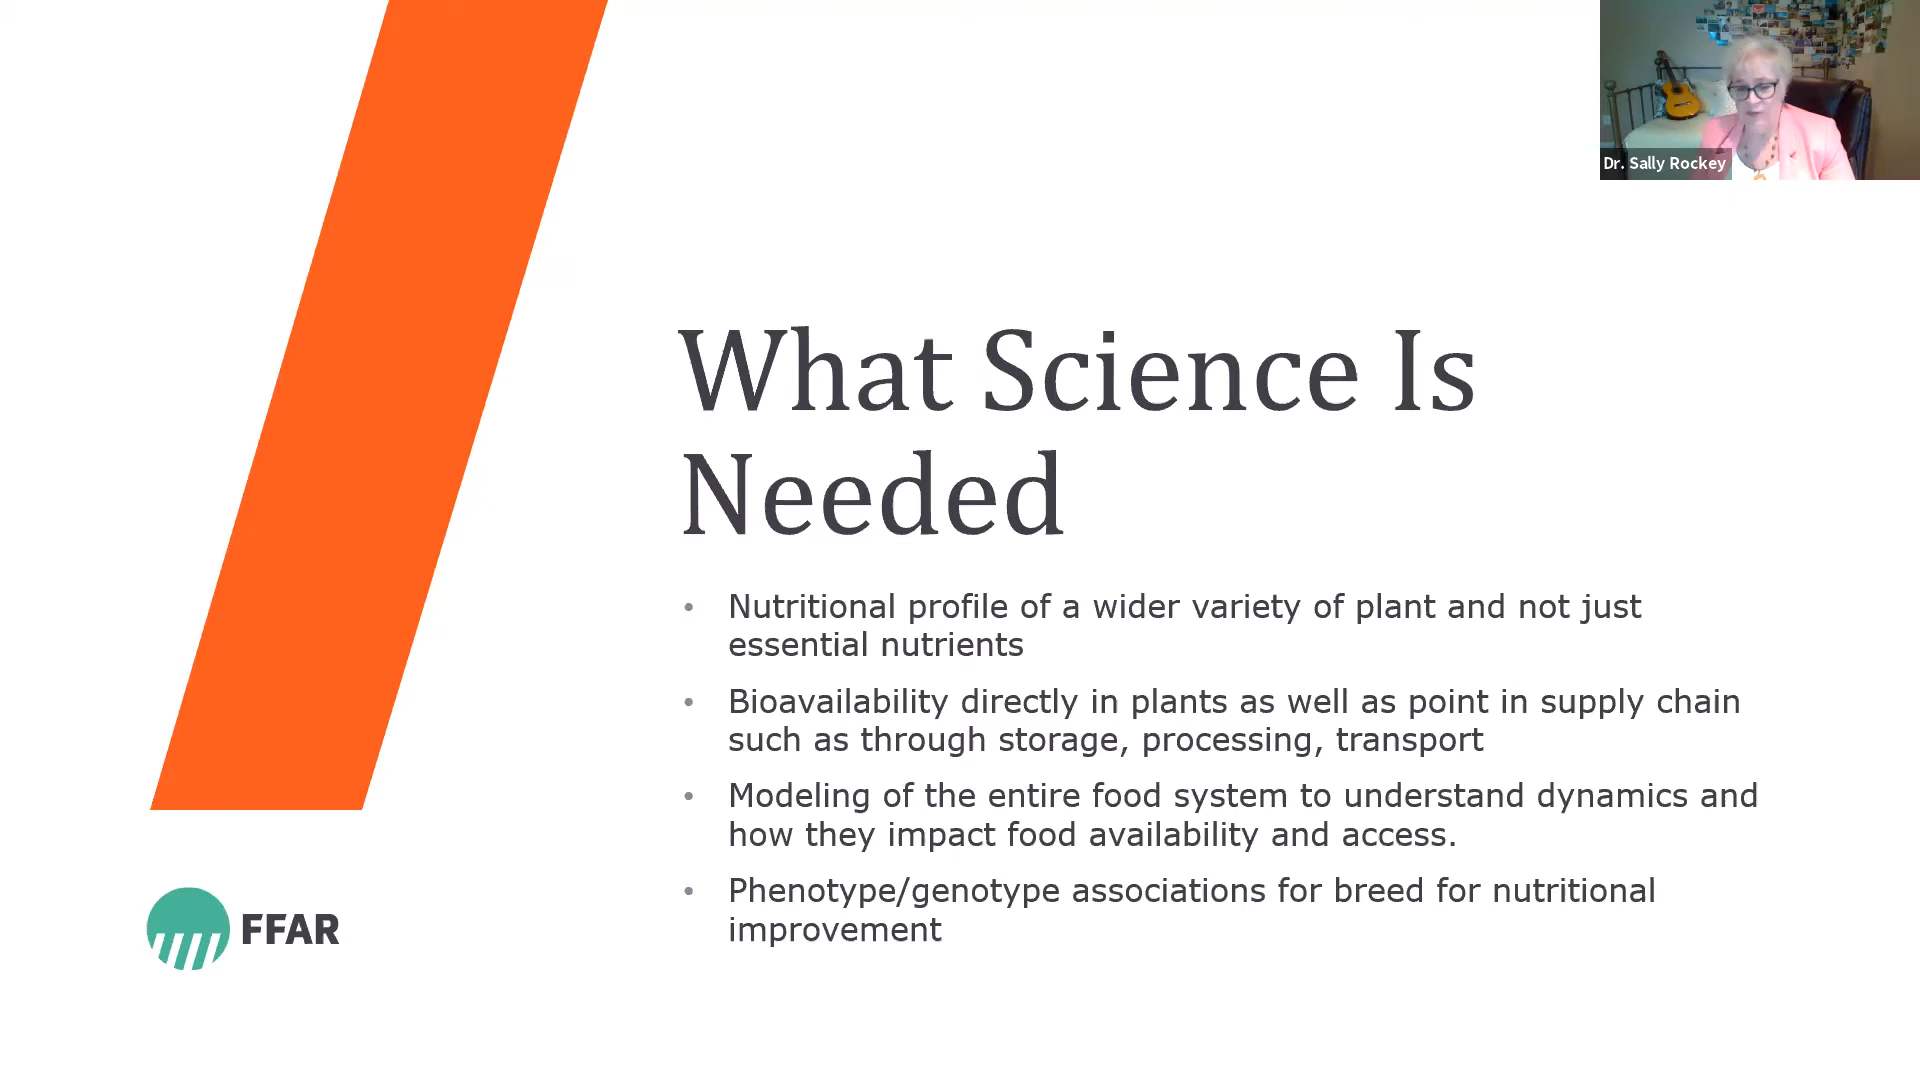 Dr. Sally Rockey
What Science Is
Needed
• Nutritional profile of a wider variety of plant and not just
essential nutrients
• Bioavailability directly in plants as well as point in supply chain
such as through storage, processing, transport
• Modeling of the entire food system to understand dynamics and
how they impact food availability and access.
• Phenotype/genotype associations for breed for nutritional
improvement
FFAR